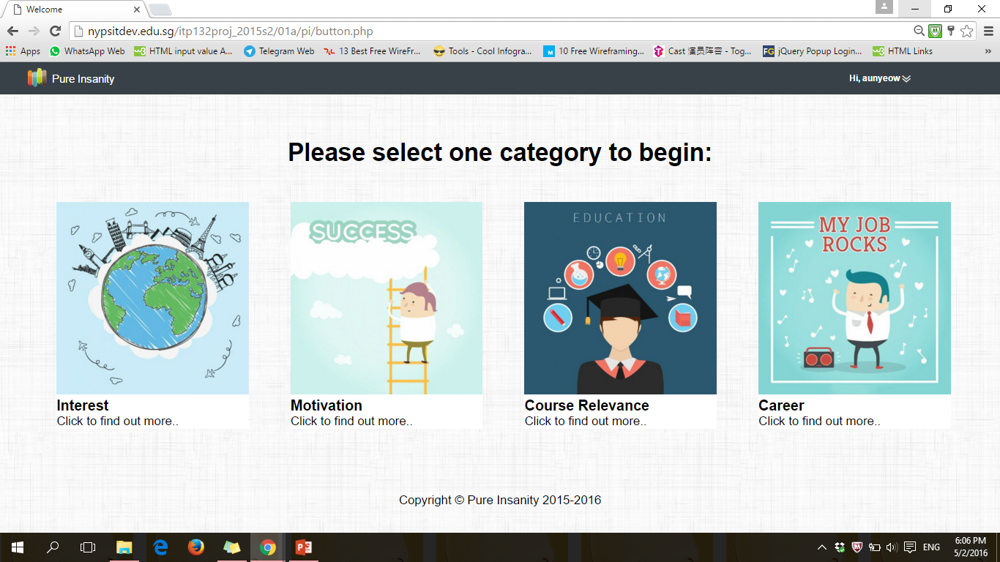 Welcome
nypsitdev.edu.sg/itp132proj_2015s2/01a/pi/button.php
Apps WhatsApp Web HTML input value A... Telegram Web 13 Best Free WireFr... Tools - Cool Infogra... 10 Free Wireframing... Cast 演员阵容 - Tog... jQuery Popup Login... HTML Links »
Pure Insanity Hi, aunyeow
Please select one category to begin:
SUCCESS
EDUCATION
MY JOB
ROCKS
Interest
Click to find out more..
Motivation
Click to find out more..
Course Relevance
Click to find out more..
Career
Click to find out more..
Copyright © Pure Insanity 2015-2016
ENG
6:06 PM
5/2/2016